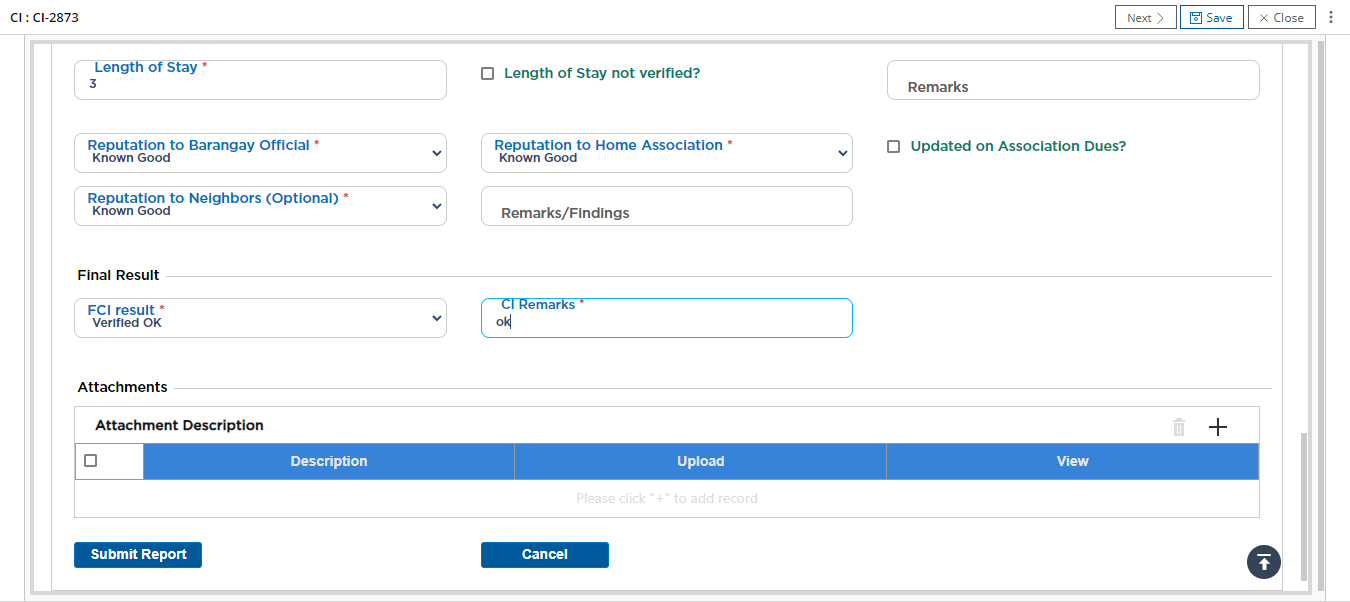 CI : CI-2873
Next
Save
Close
Length of Stay *
3
Length of Stay not verified?
Remarks
Reputation to Barangay Official *
Known Good
Reputation to Home Association *
Known Good
Updated on Association Dues?
Reputation to Neighbors (Optional) *
Known Good
Remarks/Findings
Final Result
FCI result *
Verified OK
CI Remarks *
ok
Attachments
Attachment Description
Description
Upload
View
Please click "+" to add record
Submit Report
Cancel